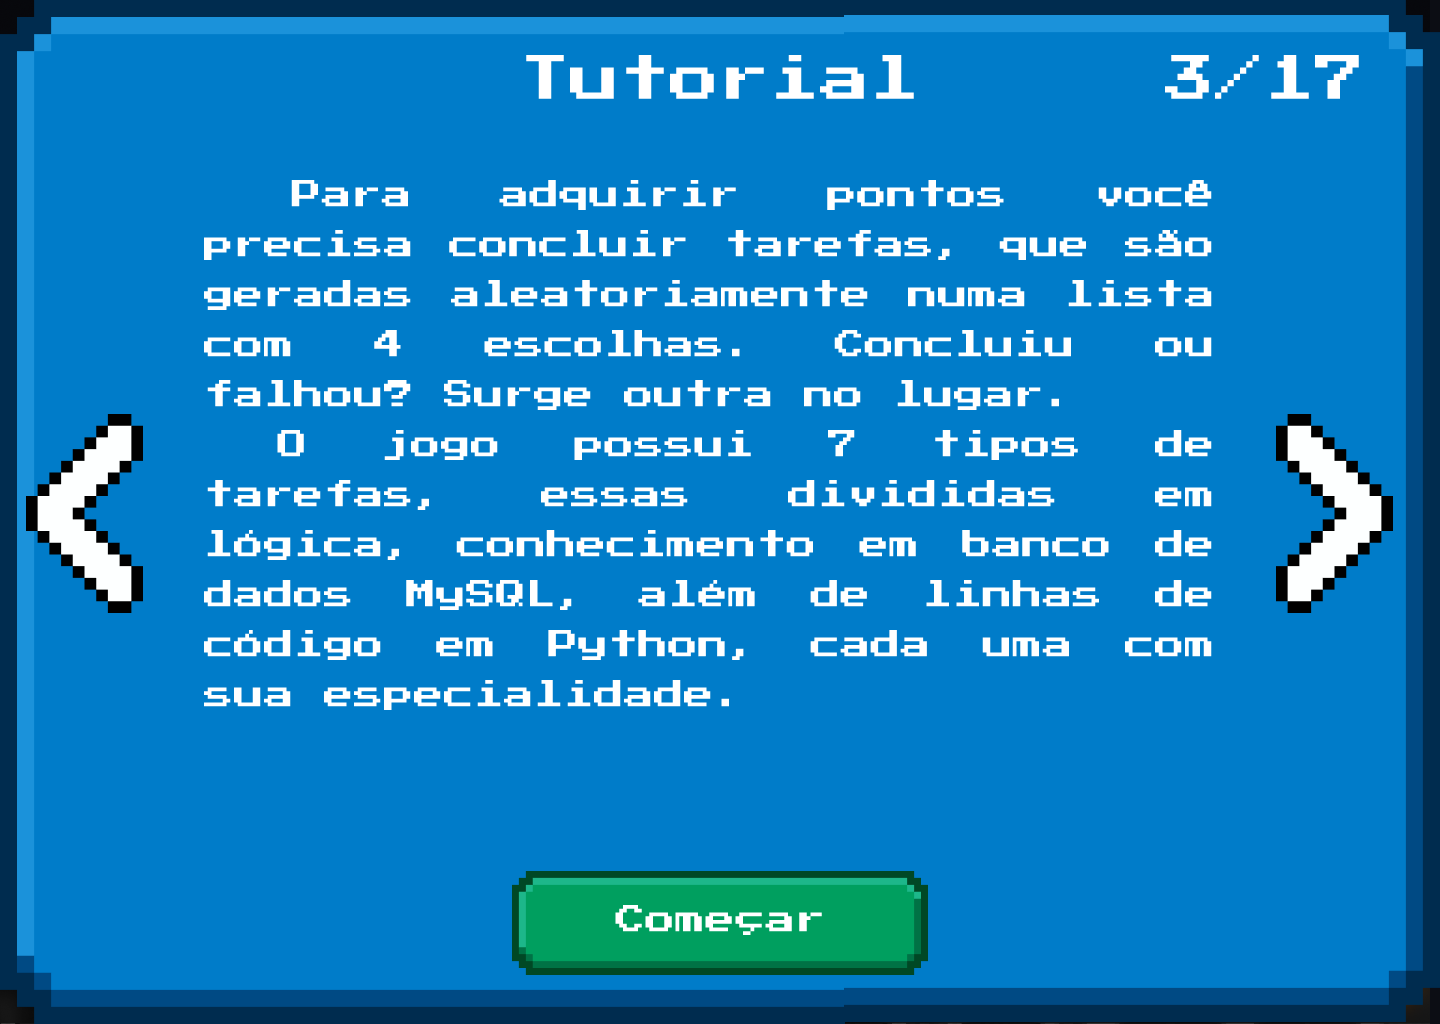 Tutorial
3/17
Para adquirir pontos você
precisa concluir tarefas, que são
geradas aleatoriamente numa lista
com 4 escolhas. Concluiu ou
falhou? Surge outra no lugar.
O jogo possui 7 tipos de
tarefas, essas divididas em
lógica, conhecimento em banco de
dados MySQL, além de linhas de
código em Python, cada uma com
sua especialidade.
Começar